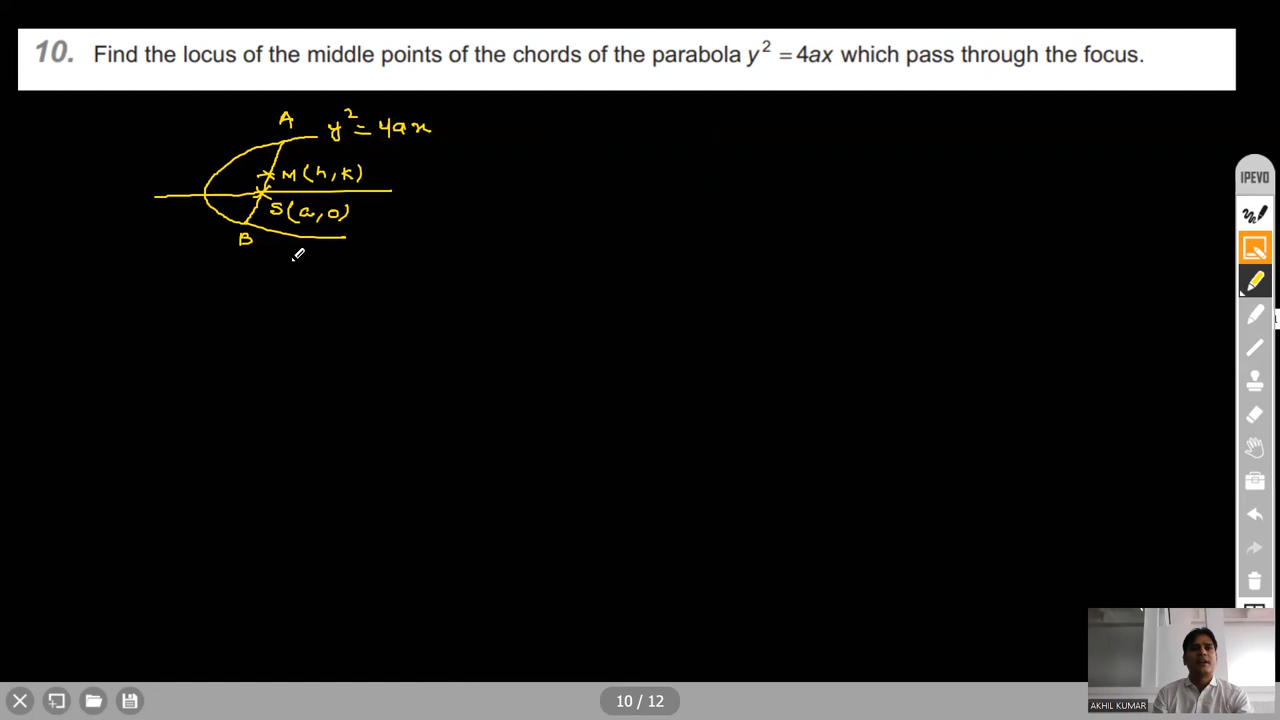 10. Find the locus of the middle points of the chords of the parabola y² = 4ax which pass through the focus.
A
y² = 4ax
M(h, k)
S(a, 0)
B
IPEVO
10 / 12
AKHIL KUMAR